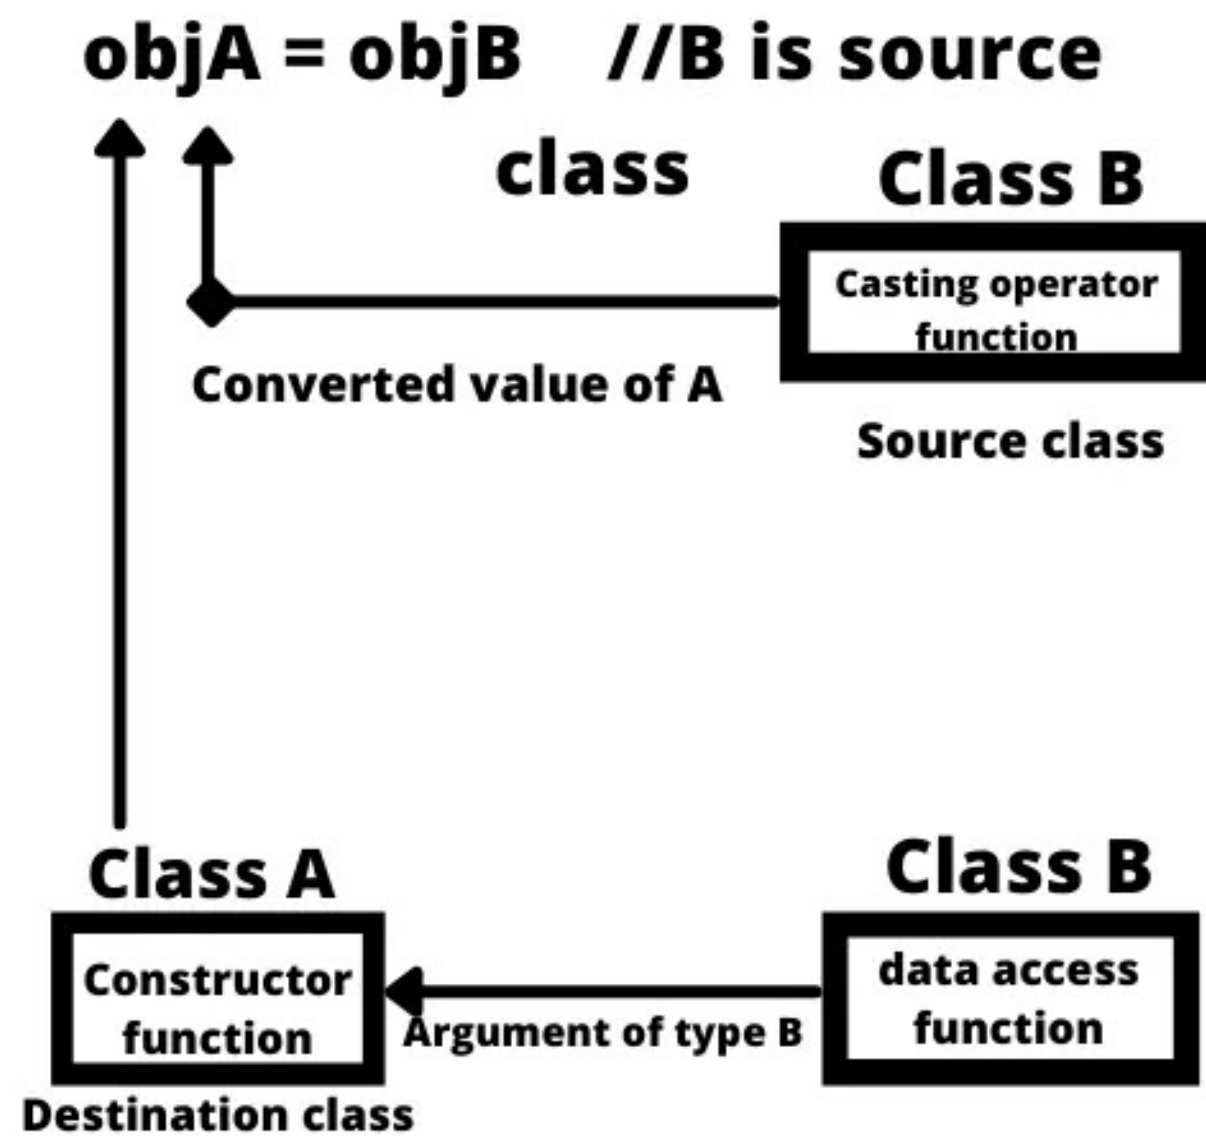 objA = objB //B is source
class
Class B
Casting operator
function
Converted value of A
Source class
Class A
Class B
Constructor
function
data access
function
Argument of type B
Destination class